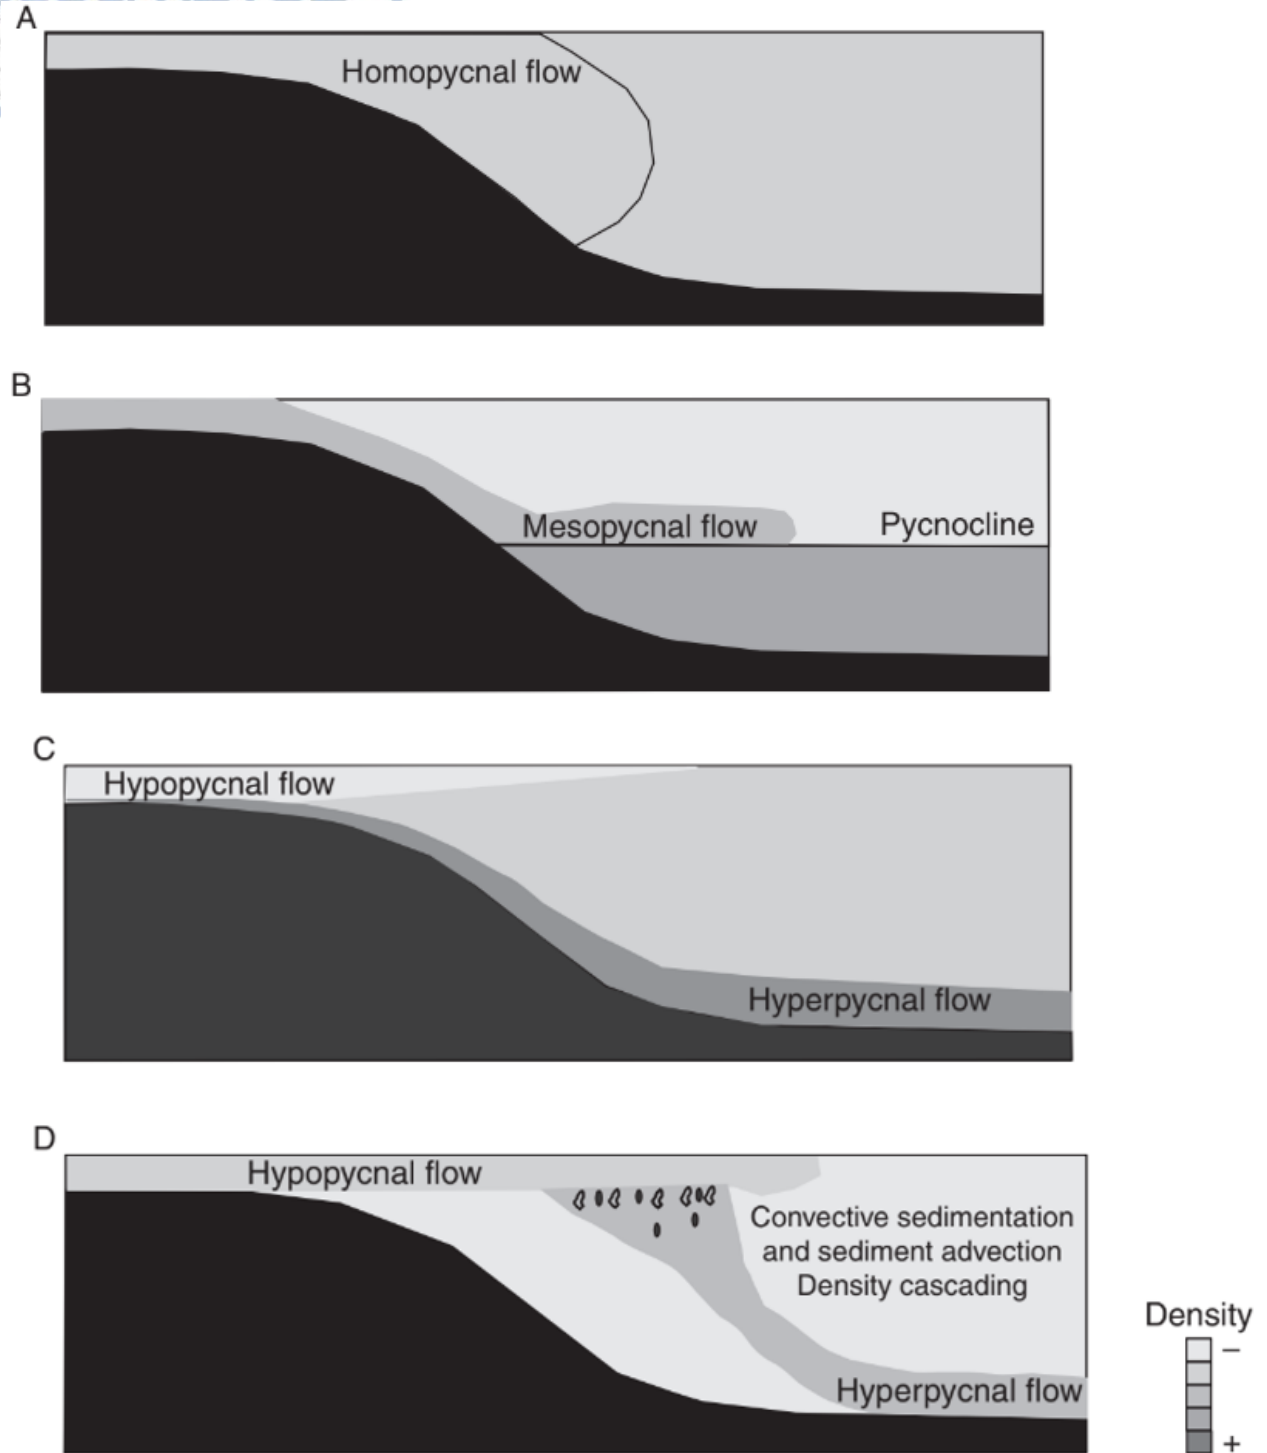 A
Homopycnal flow
B
Mesopycnal flow
Pycnocline
C
Hypopycnal flow
Hyperpycnal flow
D
Hypopycnal flow
Convective sedimentation
and sediment advection
Density cascading
Hyperpycnal flow
Density
−
+